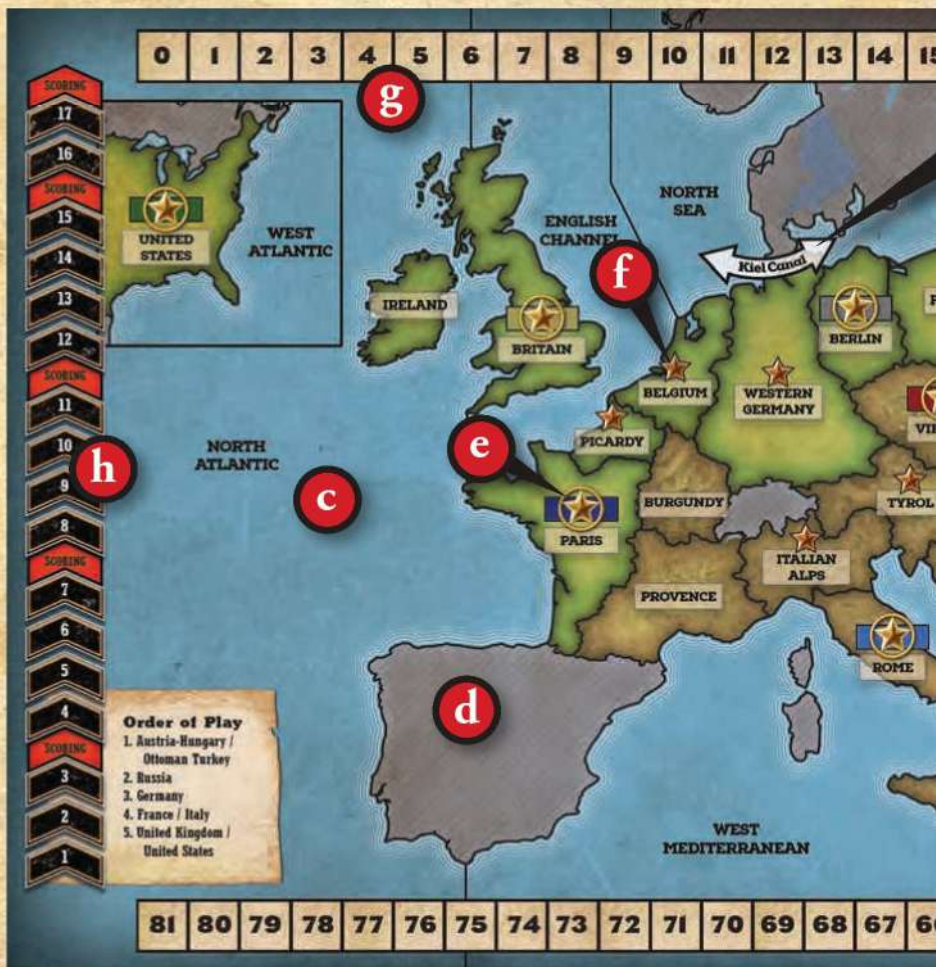 0 1 2 3 4 5 6 7 8 9 10 11 12 13 14 15
SCORING
17
16
SCORING
15
14
13
12
SCORING
11
10
9
8
SCORING
7
6
5
4
SCORING
3
2
1
g
UNITED
STATES
WEST
ATLANTIC
IRELAND
ENGLISH
CHANNEL
BRITAIN
NORTH
SEA
Kiel Canal
f
BERLIN
BELGIUM
WESTERN
GERMANY
PICARDY
h
NORTH
ATLANTIC
c
e
PARIS
BURGUNDY
TYROL
ITALIAN
ALPS
PROVENCE
ROME
d
Order of Play
1. Austria-Hungary /
Ottoman Turkey
2. Russia
3. Germany
4. France / Italy
5. United Kingdom /
United States
WEST
MEDITERRANEAN
81 80 79 78 77 76 75 74 73 72 71 70 69 68 67